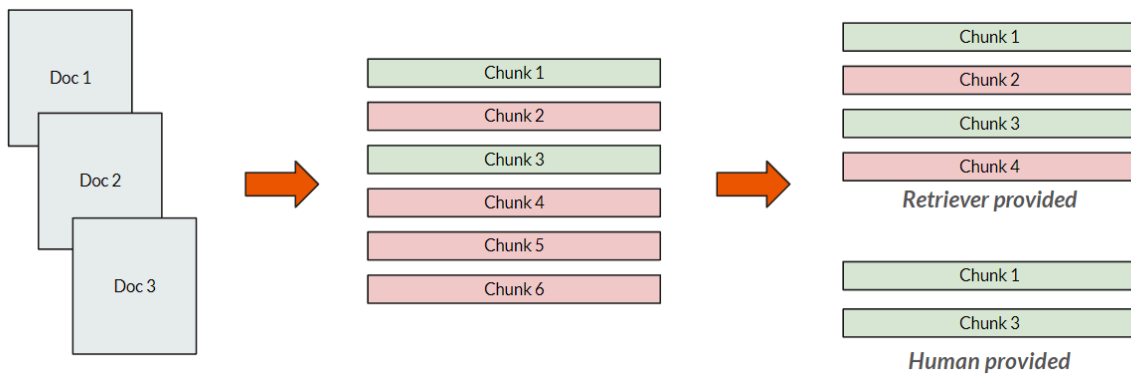 Doc 1
Doc 2
Doc 3
Chunk 1
Chunk 2
Chunk 3
Chunk 4
Chunk 5
Chunk 6
Chunk 1
Chunk 2
Chunk 3
Chunk 4
Retriever provided
Chunk 1
Chunk 3
Human provided